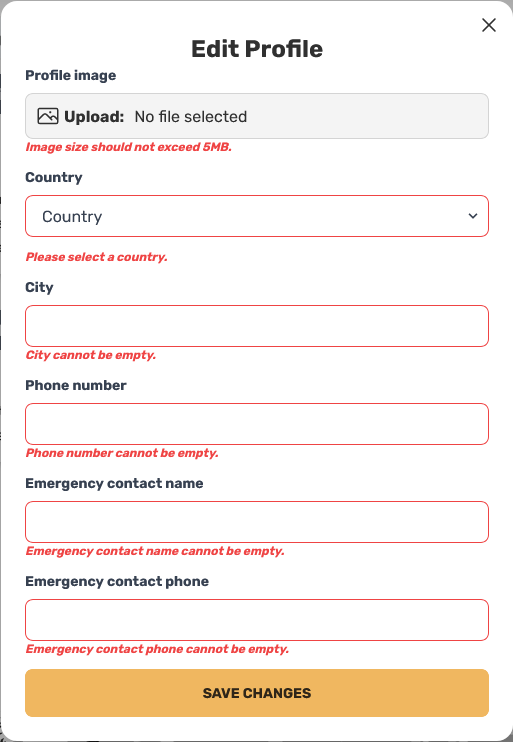 Edit Profile
Profile image
Upload: No file selected
Image size should not exceed 5MB.
Country
Country
Please select a country.
City
City cannot be empty.
Phone number
Phone number cannot be empty.
Emergency contact name
Emergency contact name cannot be empty.
Emergency contact phone
Emergency contact phone cannot be empty.
SAVE CHANGES